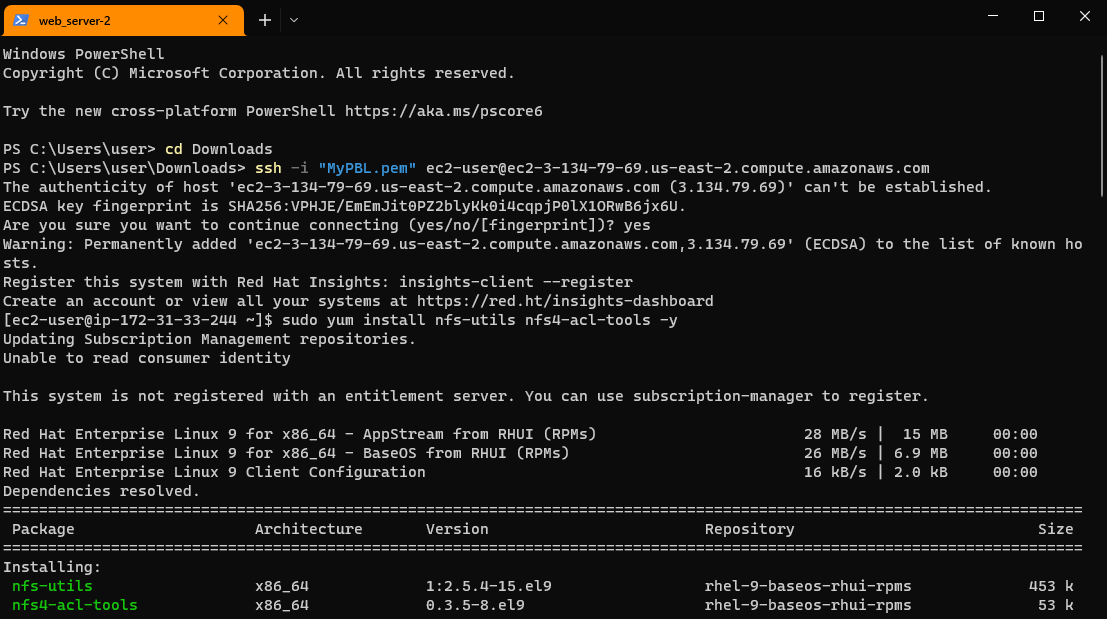 web_server-2
Windows PowerShell
Copyright (C) Microsoft Corporation. All rights reserved.
Try the new cross-platform PowerShell https://aka.ms/pscore6
PS C:\Users\user> cd Downloads
PS C:\Users\user\Downloads> ssh -i "MyPBL.pem" ec2-user@ec2-3-134-79-69.us-east-2.compute.amazonaws.com
The authenticity of host 'ec2-3-134-79-69.us-east-2.compute.amazonaws.com (3.134.79.69)' can't be established.
ECDSA key fingerprint is SHA256:VPHJE/EmEmJit0PZ2blyKk0i4cqpjP0lX1ORwB6jx6U.
Are you sure you want to continue connecting (yes/no/[fingerprint])? yes
Warning: Permanently added 'ec2-3-134-79-69.us-east-2.compute.amazonaws.com,3.134.79.69' (ECDSA) to the list of known ho
sts.
Register this system with Red Hat Insights: insights-client --register
Create an account or view all your systems at https://red.ht/insights-dashboard
[ec2-user@ip-172-31-33-244 ~]$ sudo yum install nfs-utils nfs4-acl-tools -y
Updating Subscription Management repositories.
Unable to read consumer identity
This system is not registered with an entitlement server. You can use subscription-manager to register.
Red Hat Enterprise Linux 9 for x86_64 - AppStream from RHUI (RPMs) 28 MB/s | 15 MB 00:00
Red Hat Enterprise Linux 9 for x86_64 - BaseOS from RHUI (RPMs) 26 MB/s | 6.9 MB 00:00
Red Hat Enterprise Linux 9 Client Configuration 16 kB/s | 2.0 kB 00:00
Dependencies resolved.
========================================================================================================================
Package Architecture Version Repository Size
========================================================================================================================
Installing:
nfs-utils x86_64 1:2.5.4-15.el9 rhel-9-baseos-rhui-rpms 453 k
nfs4-acl-tools x86_64 0.3.5-8.el9 rhel-9-baseos-rhui-rpms 53 k